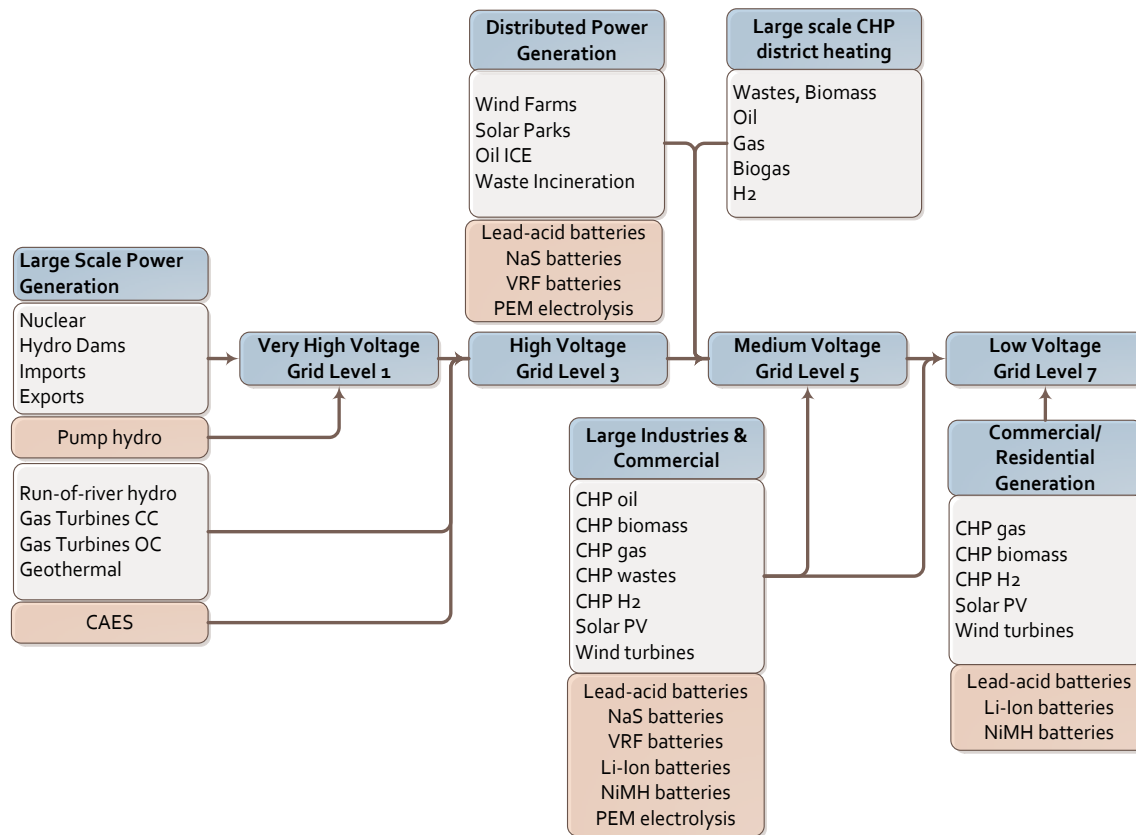 Distributed Power
Generation
Wind Farms
Solar Parks
Oil ICE
Waste Incineration
Lead-acid batteries
NaS batteries
VRF batteries
PEM electrolysis
Large scale CHP
district heating
Wastes, Biomass
Oil
Gas
Biogas
H2
Large Scale Power
Generation
Nuclear
Hydro Dams
Imports
Exports
Pump hydro
Run-of-river hydro
Gas Turbines CC
Gas Turbines OC
Geothermal
CAES
Very High Voltage
Grid Level 1
High Voltage
Grid Level 3
Medium Voltage
Grid Level 5
Low Voltage
Grid Level 7
Large Industries &
Commercial
CHP oil
CHP biomass
CHP gas
CHP wastes
CHP H2
Solar PV
Wind turbines
Lead-acid batteries
NaS batteries
VRF batteries
Li-Ion batteries
NiMH batteries
PEM electrolysis
Commercial/
Residential
Generation
CHP gas
CHP biomass
CHP H2
Solar PV
Wind turbines
Lead-acid batteries
Li-Ion batteries
NiMH batteries